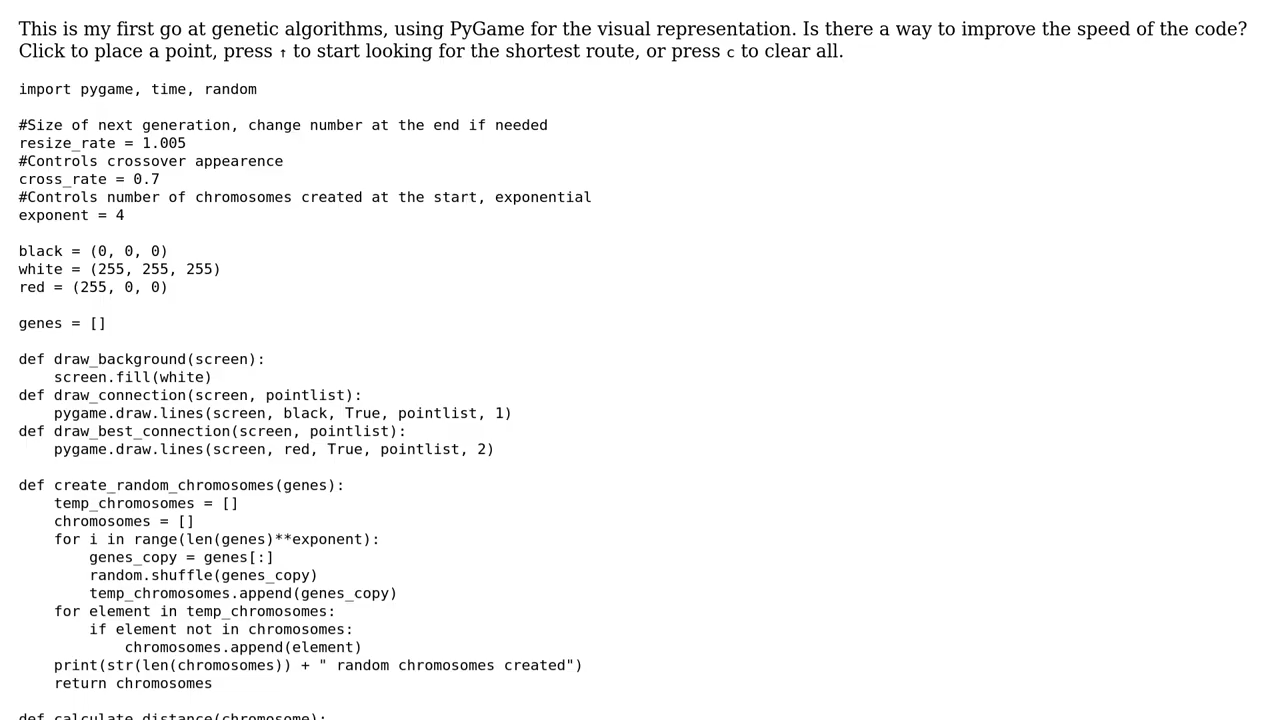 This is my first go at genetic algorithms, using PyGame for the visual representation. Is there a way to improve the speed of the code?
Click to place a point, press ↑ to start looking for the shortest route, or press c to clear all.
import pygame, time, random
#Size of next generation, change number at the end if needed
resize_rate = 1.005
#Controls crossover appearence
cross_rate = 0.7
#Controls number of chromosomes created at the start, exponential
exponent = 4
black = (0, 0, 0)
white = (255, 255, 255)
red = (255, 0, 0)
genes = []
def draw_background(screen):
    screen.fill(white)
def draw_connection(screen, pointlist):
    pygame.draw.lines(screen, black, True, pointlist, 1)
def draw_best_connection(screen, pointlist):
    pygame.draw.lines(screen, red, True, pointlist, 2)
def create_random_chromosomes(genes):
    temp_chromosomes = []
    chromosomes = []
    for i in range(len(genes)**exponent):
        genes_copy = genes[:]
        random.shuffle(genes_copy)
        temp_chromosomes.append(genes_copy)
    for element in temp_chromosomes:
        if element not in chromosomes:
            chromosomes.append(element)
    print(str(len(chromosomes)) + " random chromosomes created")
    return chromosomes
def calculate_distance(chromosome):